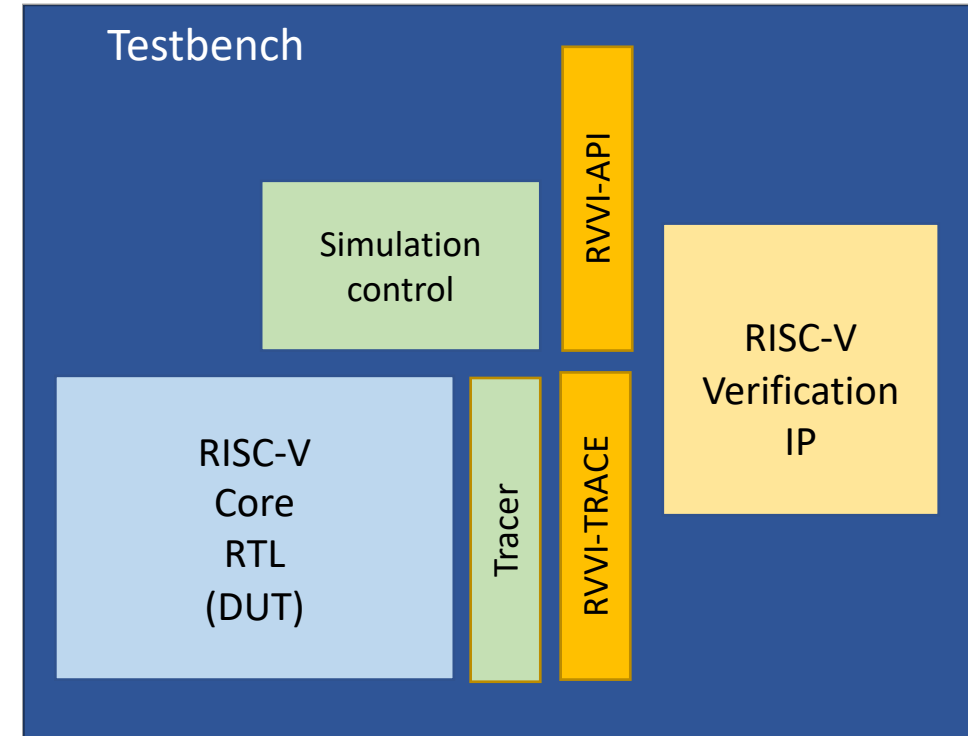 Testbench
RVVI-API
Simulation
control
RISC-V
Verification
IP
RISC-V
Core
RTL
(DUT)
Tracer
RVVI-TRACE